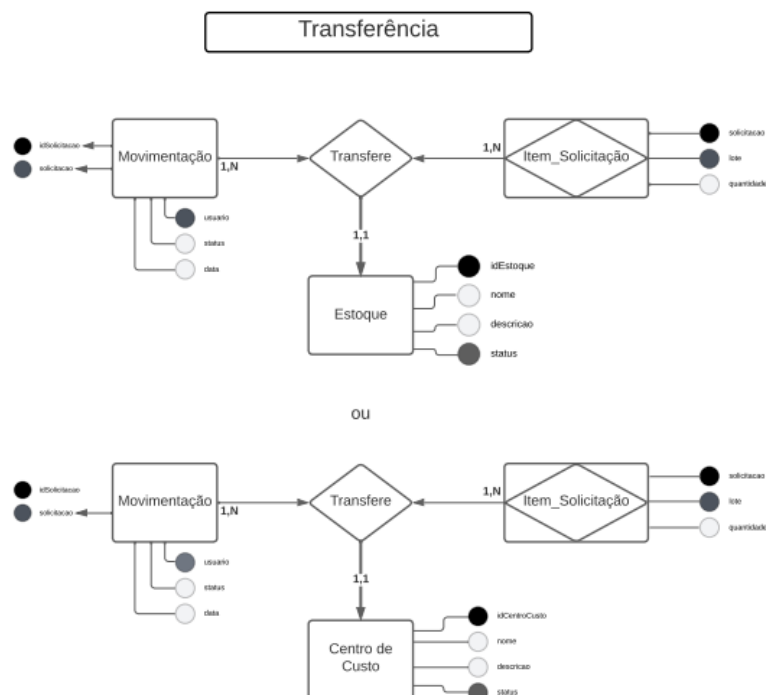 Transferência
Movimentação
1,N
Transfere
1,N
Item_Solicitação
idSolicitacao
solicitacao
usuario
status
data
solicitacao
lote
quantidade
1,1
Estoque
idEstoque
nome
descricao
status
ou
Movimentação
1,N
Transfere
1,N
Item_Solicitação
idSolicitacao
solicitacao
usuario
status
data
solicitacao
lote
quantidade
1,1
Centro de
Custo
idCentroCusto
nome
descricao
status